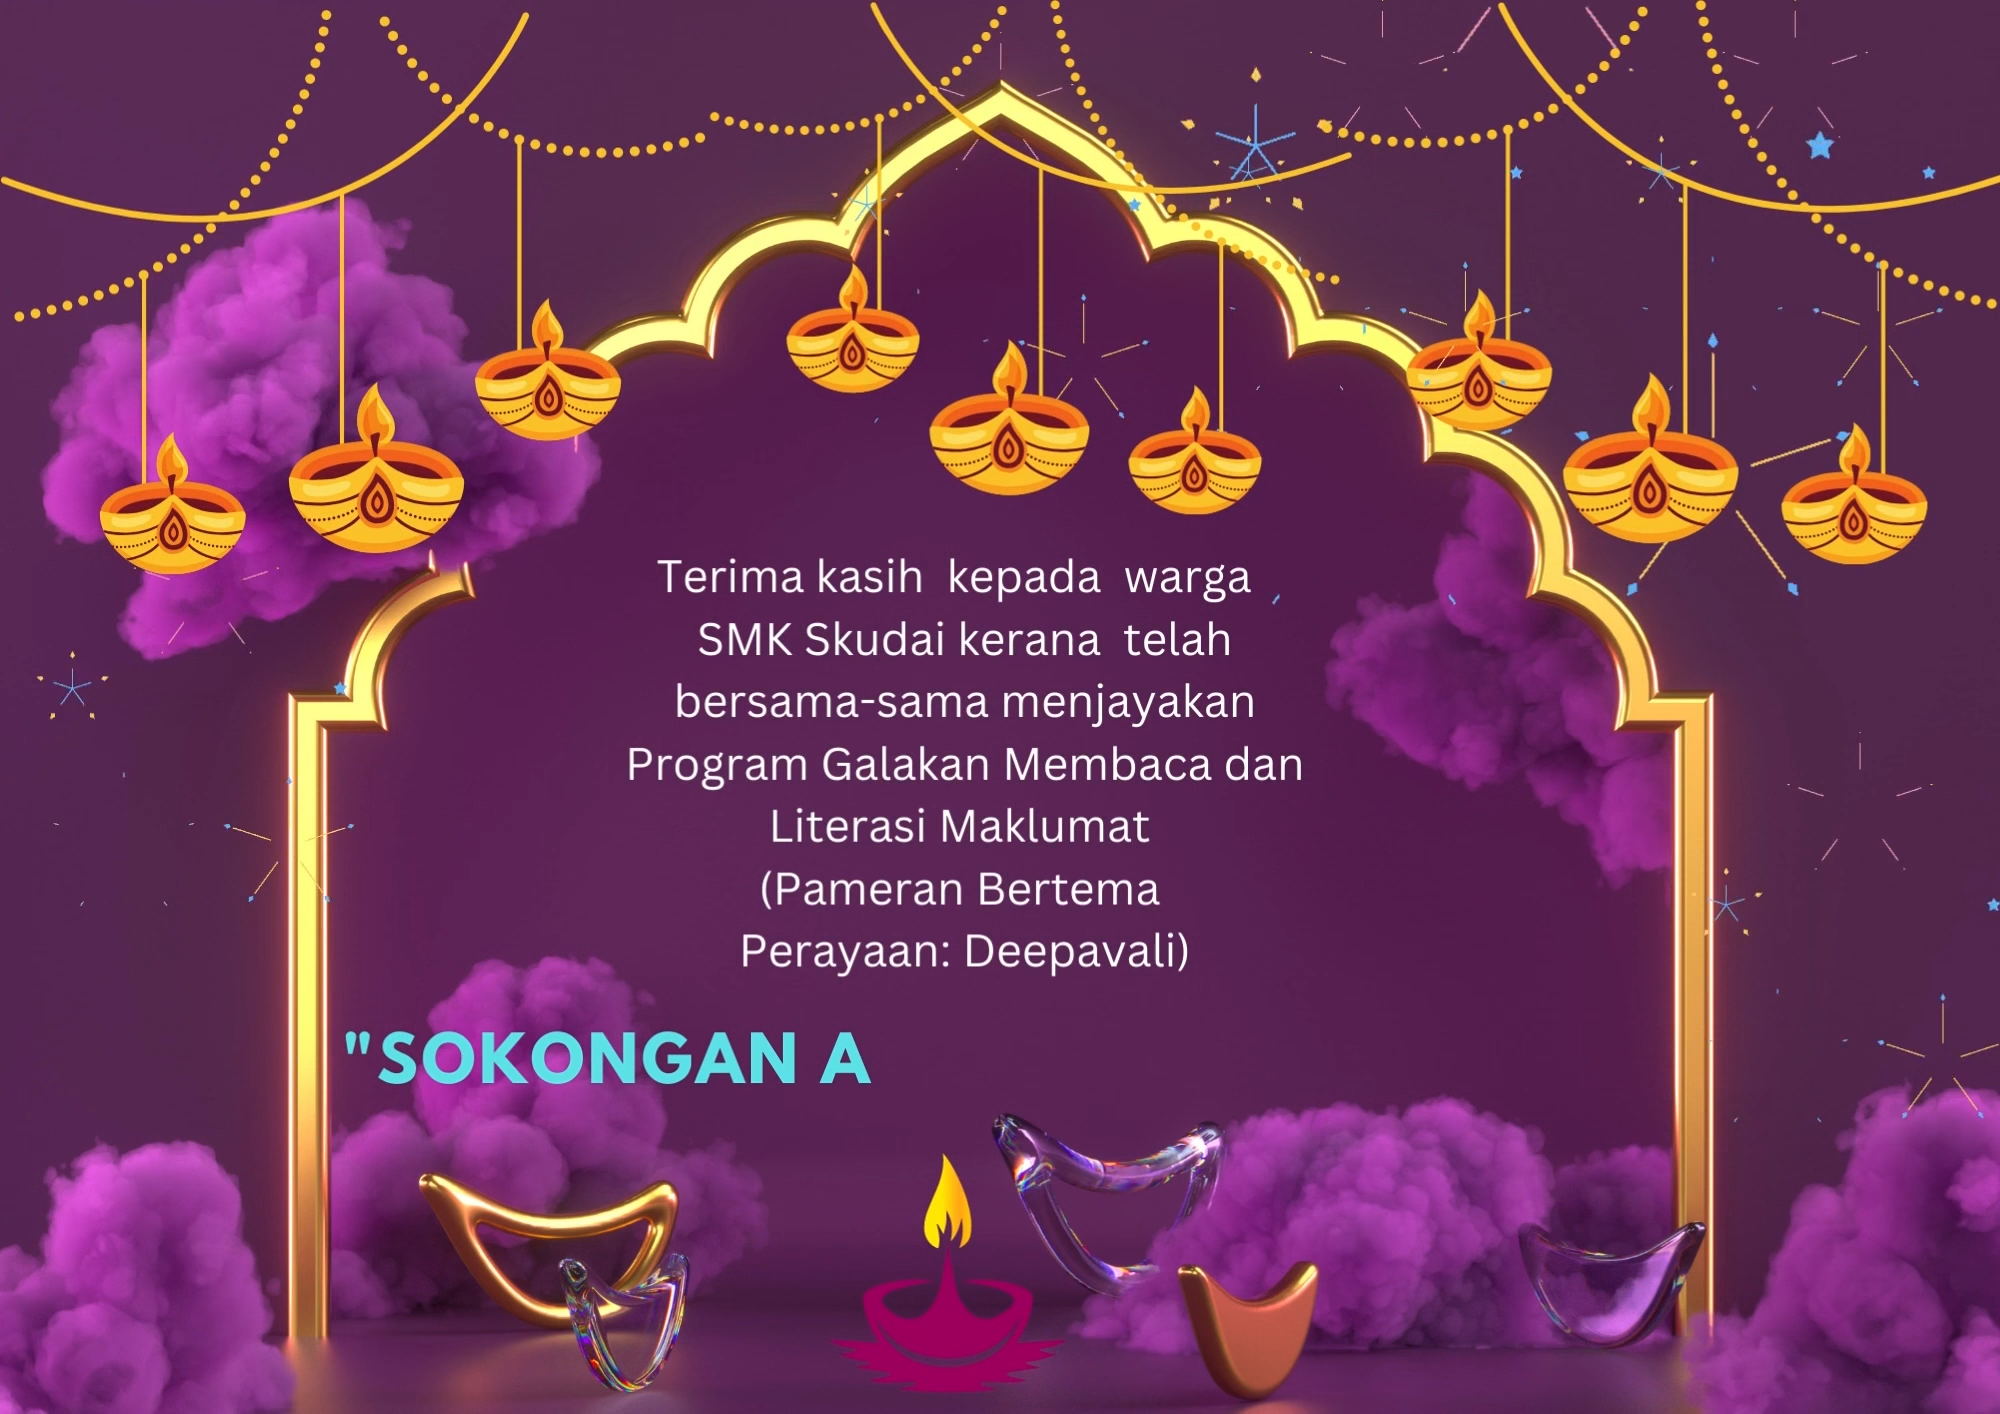 Terima kasih kepada warga
SMK Skudai kerana telah
bersama-sama menjayakan
Program Galakan Membaca dan
Literasi Maklumat
(Pameran Bertema
Perayaan: Deepavali)
"SOKONGAN A